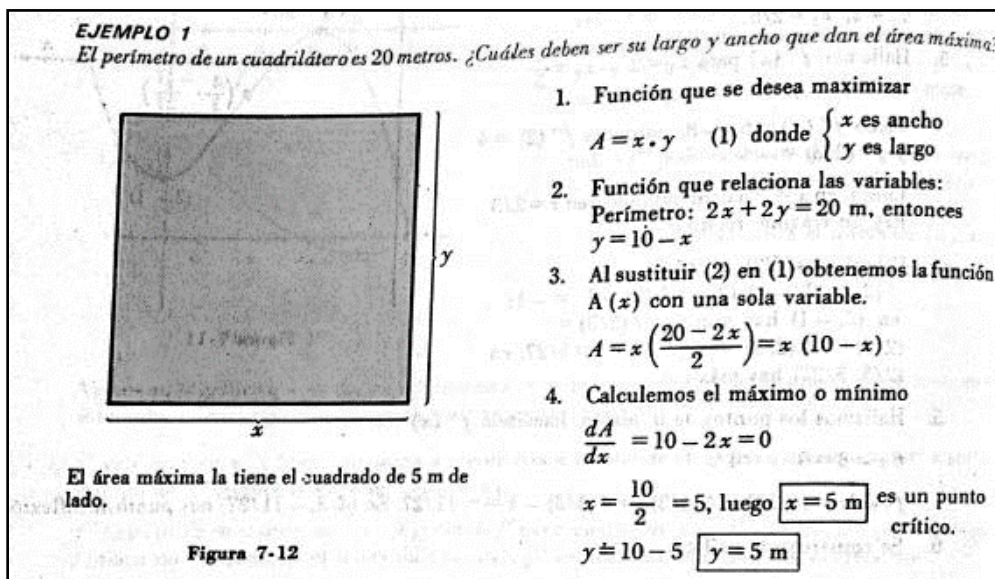 EJEMPLO 1
El perímetro de un cuadrilátero es 20 metros. ¿Cuáles deben ser su largo y ancho que dan el área máxima?
1. Función que se desea maximizar
A = x . y (1) donde { x es ancho
y es largo
2. Función que relaciona las variables:
Perímetro: 2x + 2y = 20 m, entonces
y = 10 - x
3. Al sustituir (2) en (1) obtenemos la función
A (x) con una sola variable.
A = x (20 - 2x / 2) = x (10 - x)
4. Calculemos el máximo o mínimo
dA/dx = 10 - 2x = 0
x = 10/2 = 5, luego x = 5 m es un punto
crítico.
y = 10 - 5 y = 5 m
y
x
El área máxima la tiene el cuadrado de 5 m de
lado.
Figura 7-12